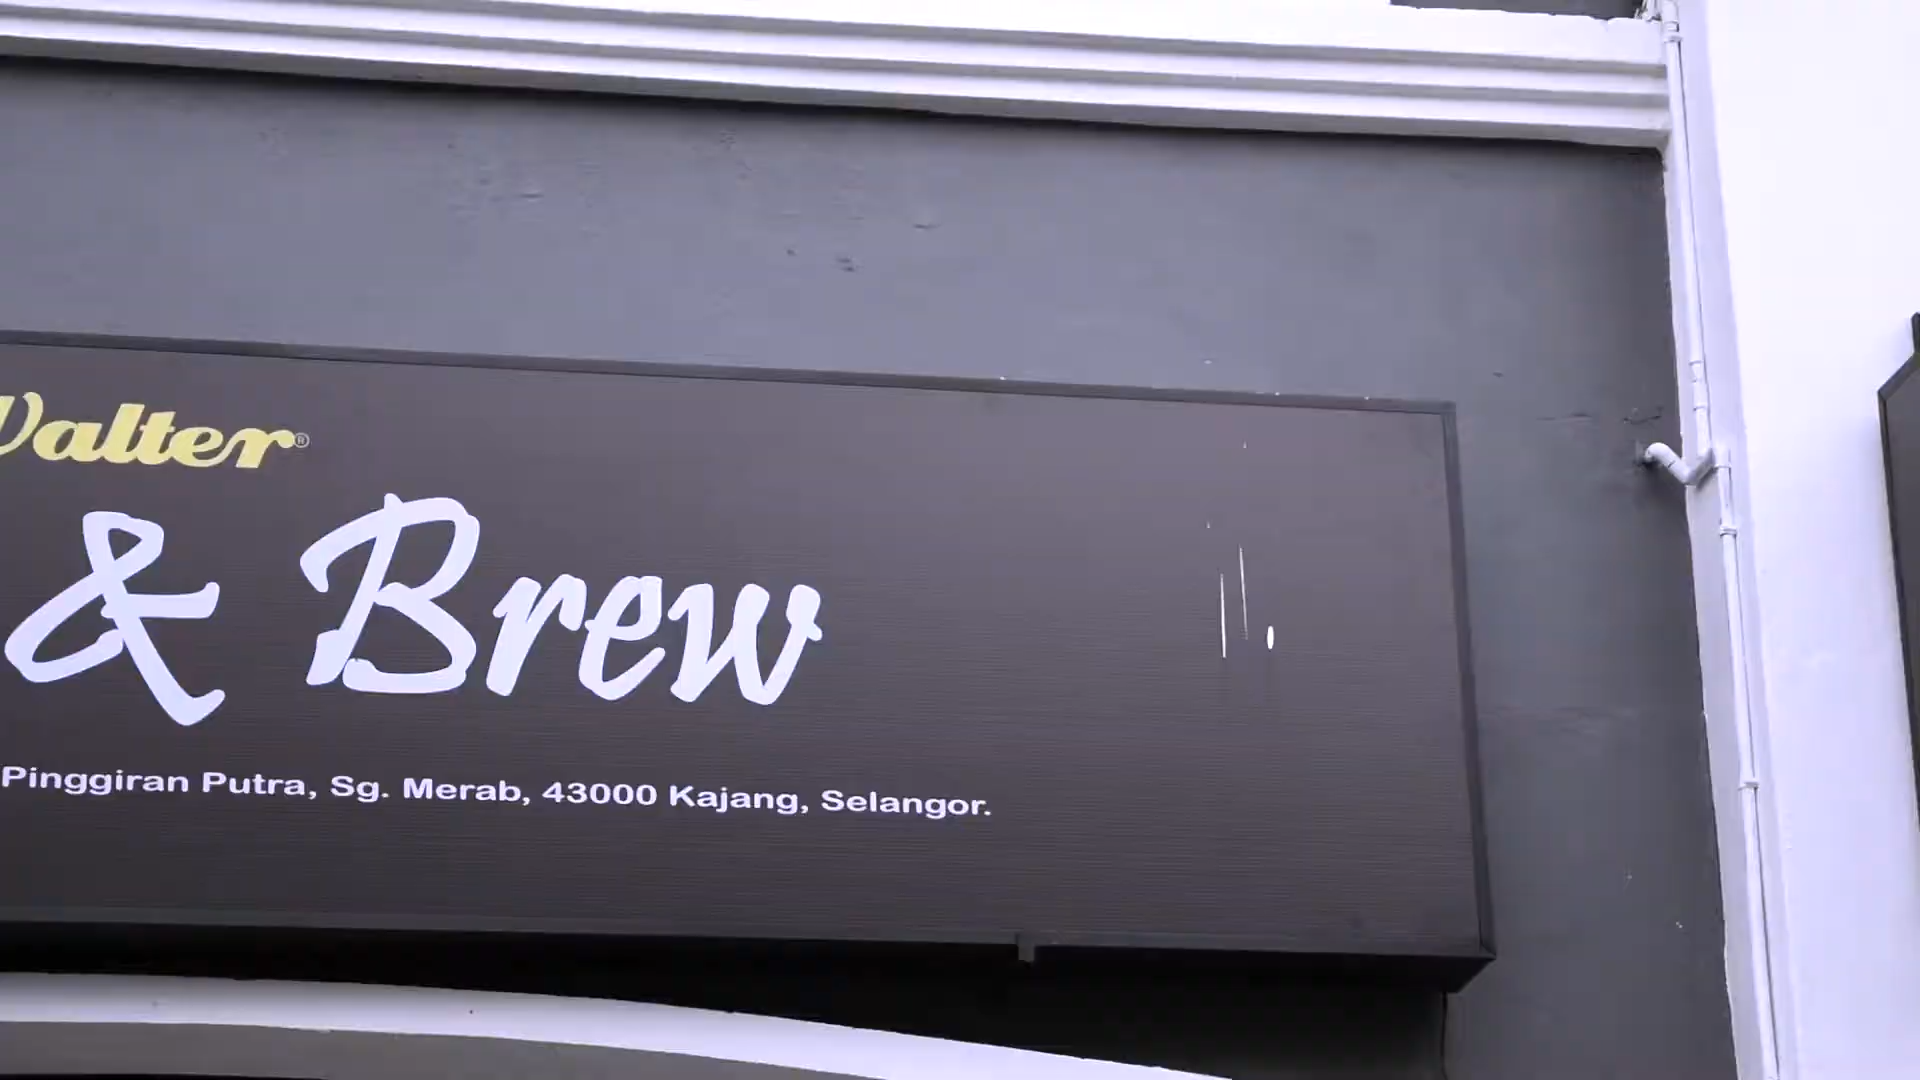 Walter®
& Brew
Pinggiran Putra, Sg. Merab, 43000 Kajang, Selangor.